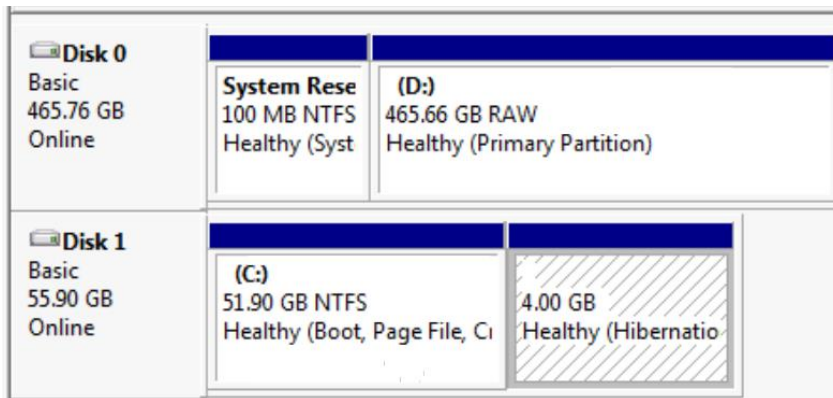 Disk 0
Basic
465.76 GB
Online
System Rese
100 MB NTFS
Healthy (Syst
(D:)
465.66 GB RAW
Healthy (Primary Partition)
Disk 1
Basic
55.90 GB
Online
(C:)
51.90 GB NTFS
Healthy (Boot, Page File, Cr
4.00 GB
Healthy (Hibernatio